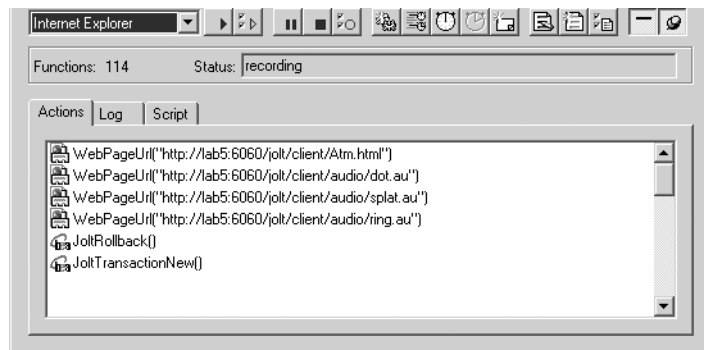 Internet Explorer
Functions: 114 Status: recording
Actions Log Script
WebPageUrl("http://lab5:6060/jolt/client/Atm.html")
WebPageUrl("http://lab5:6060/jolt/client/audio/dot.au")
WebPageUrl("http://lab5:6060/jolt/client/audio/splat.au")
WebPageUrl("http://lab5:6060/jolt/client/audio/ring.au")
JoltRollback()
JoltTransactionNew()